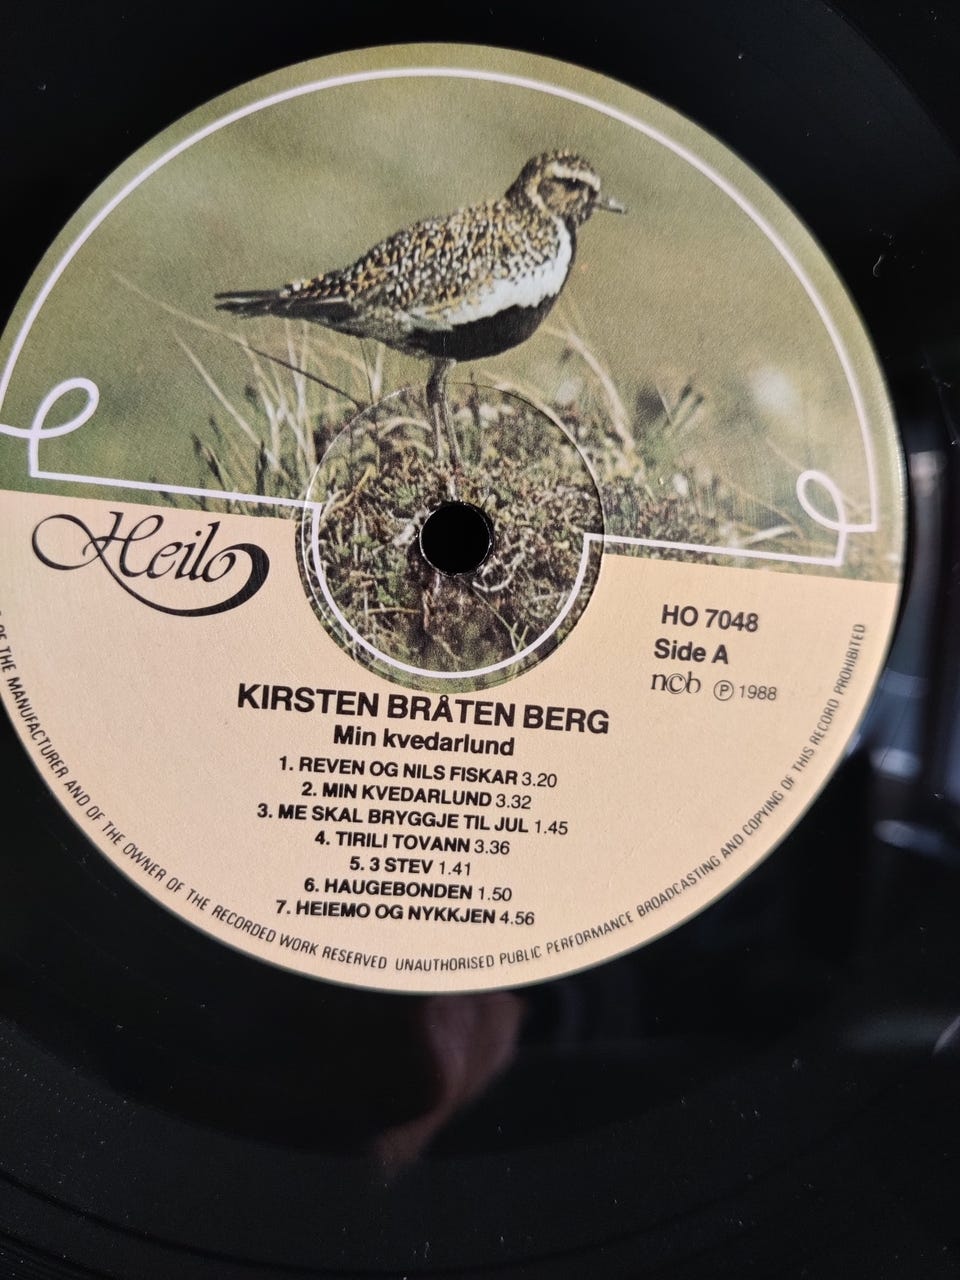 Heilo
HO 7048
Side A
ncb ℗ 1988
KIRSTEN BRÅTEN BERG
Min kvedarlund
1. REVEN OG NILS FISKAR 3.20
2. MIN KVEDARLUND 3.32
3. ME SKAL BRYGGJE TIL JUL 1.45
4. TIRILI TOVANN 3.36
5. 3 STEV 1.41
6. HAUGEBONDEN 1.50
7. HEIEMO OG NYKKJEN 4.56
OF THE MANUFACTURER AND OF THE OWNER OF THE RECORDED WORK RESERVED UNAUTHORISED PUBLIC PERFORMANCE BROADCASTING AND COPYING OF THIS RECORD PROHIBITED